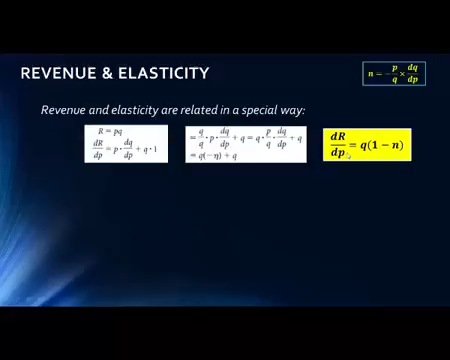 n = − p/q × dq/dp
REVENUE & ELASTICITY
Revenue and elasticity are related in a special way:
R = pq
dR/dp = p · dq/dp + q · 1
= q/q · p · dq/dp + q = q · p/q · dq/dp + q
= q(−η) + q
dR/dp = q(1 − n)